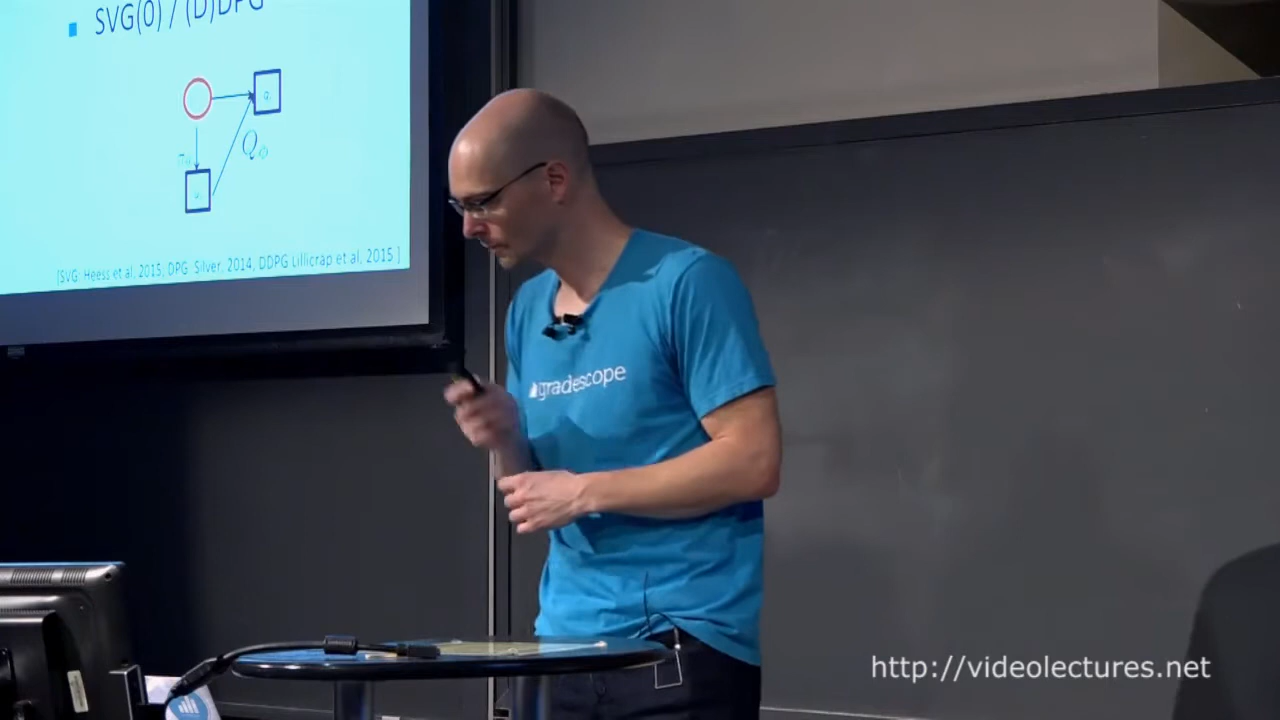 SVG(0) / (D)DPG
Q
[SVG: Heess et al. 2015, DPG Silver, 2014, DDPG Lillicrap et al, 2015 ]
gradescope
http://videolectures.net